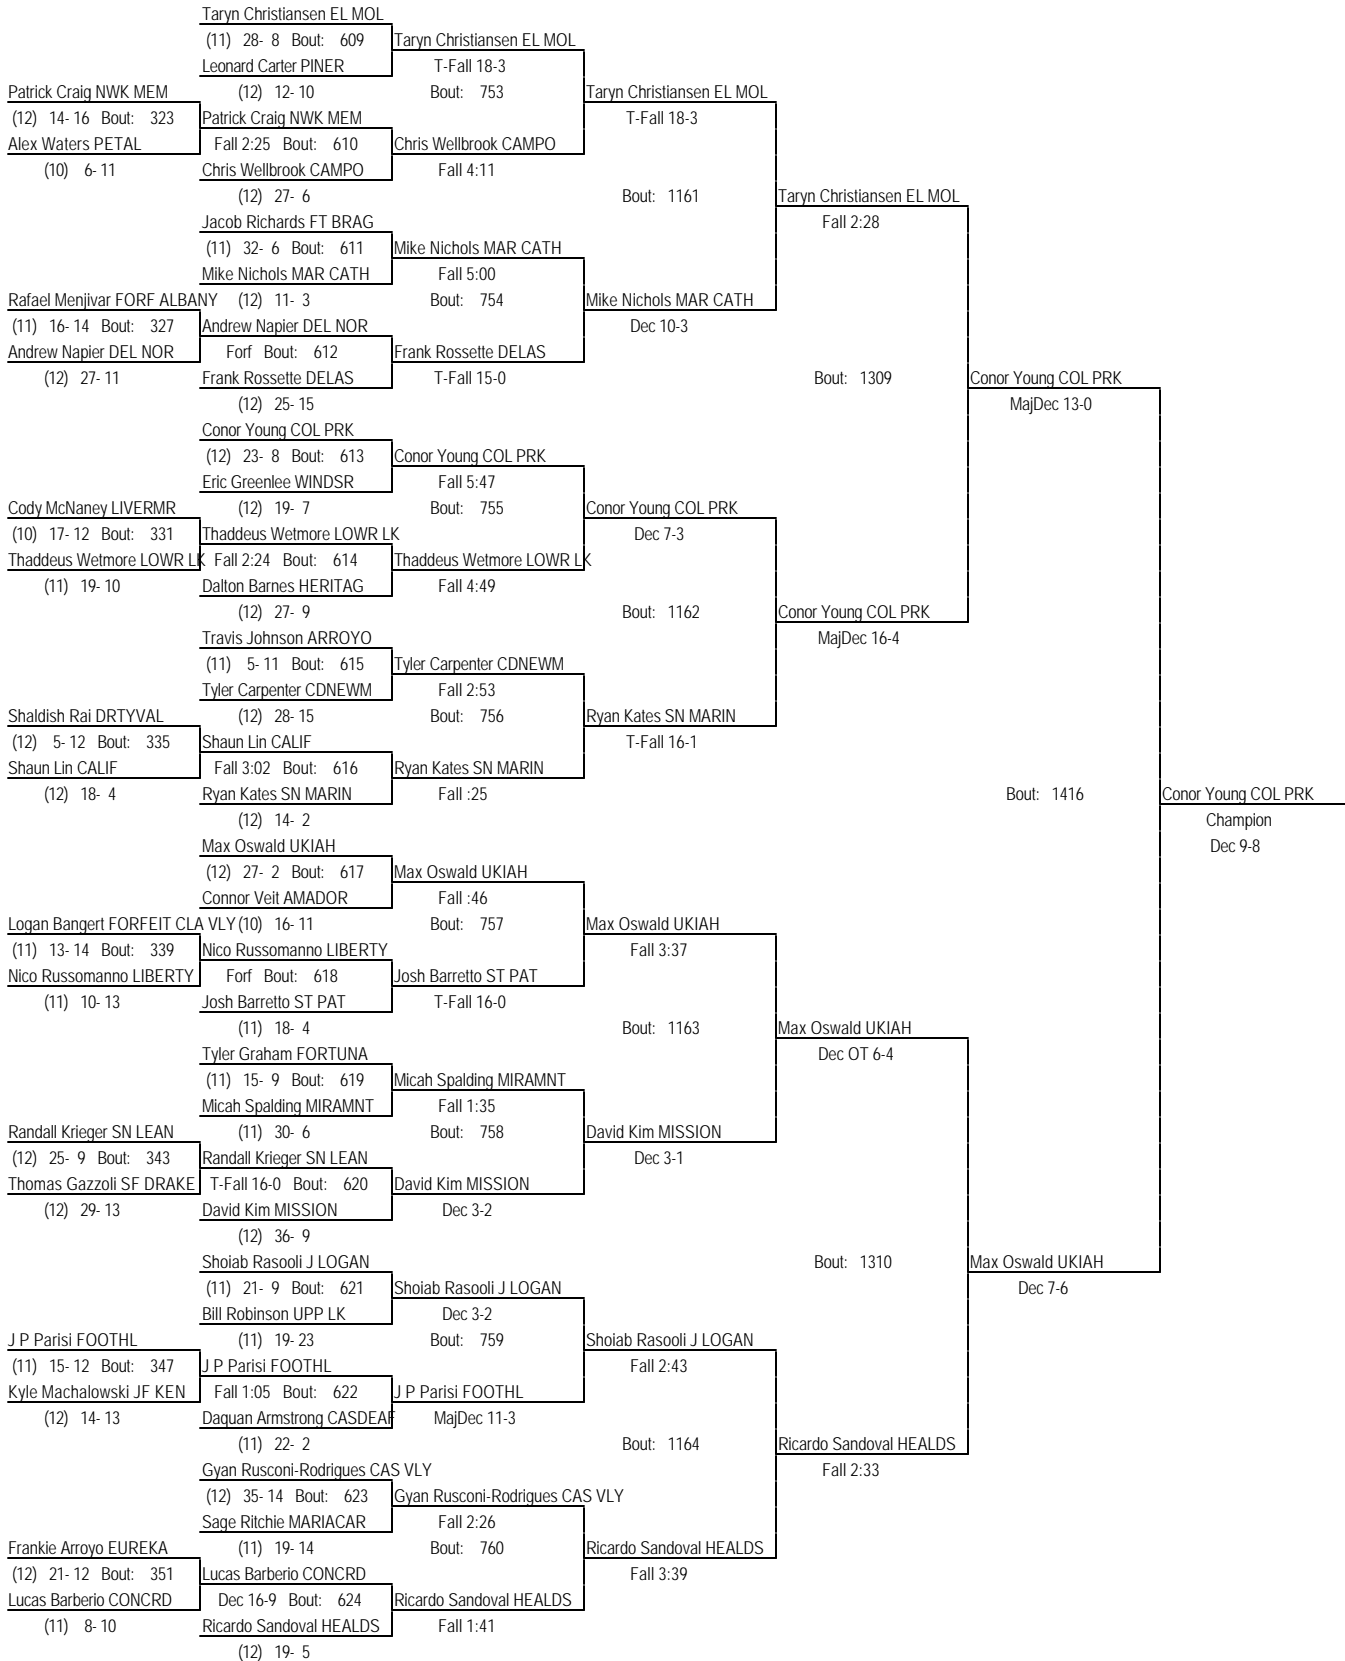 Taryn Christiansen EL MOL
(11) 28- 8 Bout: 609 Taryn Christiansen EL MOL
Leonard Carter PINER T-Fall 18-3
Patrick Craig NWK MEM (12) 12- 10 Bout: 753 Taryn Christiansen EL MOL
(12) 14- 16 Bout: 323 Patrick Craig NWK MEM T-Fall 18-3
Alex Waters PETAL Fall 2:25 Bout: 610 Chris Wellbrook CAMPO
(10) 6- 11 Chris Wellbrook CAMPO Fall 4:11
(12) 27- 6 Bout: 1161 Taryn Christiansen EL MOL
Jacob Richards FT BRAG Fall 2:28
(11) 32- 6 Bout: 611 Mike Nichols MAR CATH
Mike Nichols MAR CATH Fall 5:00
Rafael Menjivar FORF ALBANY (12) 11- 3 Bout: 754 Mike Nichols MAR CATH
(11) 16- 14 Bout: 327 Andrew Napier DEL NOR Dec 10-3
Andrew Napier DEL NOR Forf Bout: 612 Frank Rossette DELAS
(12) 27- 11 Frank Rossette DELAS T-Fall 15-0 Bout: 1309 Conor Young COL PRK
(12) 25- 15 MajDec 13-0
Conor Young COL PRK
(12) 23- 8 Bout: 613 Conor Young COL PRK
Eric Greenlee WINDSR Fall 5:47
Cody McNaney LIVERMR (12) 19- 7 Bout: 755 Conor Young COL PRK
(10) 17- 12 Bout: 331 Thaddeus Wetmore LOWR LK Dec 7-3
Thaddeus Wetmore LOWR LK Fall 2:24 Bout: 614 Thaddeus Wetmore LOWR LK
(11) 19- 10 Dalton Barnes HERITAG Fall 4:49
(12) 27- 9 Bout: 1162 Conor Young COL PRK
Travis Johnson ARROYO MajDec 16-4
(11) 5- 11 Bout: 615 Tyler Carpenter CDNEWM
Tyler Carpenter CDNEWM Fall 2:53
Shaldish Rai DRTYVAL (12) 28- 15 Bout: 756 Ryan Kates SN MARIN
(12) 5- 12 Bout: 335 Shaun Lin CALIF T-Fall 16-1
Shaun Lin CALIF Fall 3:02 Bout: 616 Ryan Kates SN MARIN
(12) 18- 4 Ryan Kates SN MARIN Fall :25 Bout: 1416 Conor Young COL PRK
(12) 14- 2 Champion
Max Oswald UKIAH Dec 9-8
(12) 27- 2 Bout: 617 Max Oswald UKIAH
Connor Veit AMADOR Fall :46
Logan Bangert FORFEIT CLA VLY (10) 16- 11 Bout: 757 Max Oswald UKIAH
(11) 13- 14 Bout: 339 Nico Russomanno LIBERTY Fall 3:37
Nico Russomanno LIBERTY Forf Bout: 618 Josh Barretto ST PAT
(11) 10- 13 Josh Barretto ST PAT T-Fall 16-0
(11) 18- 4 Bout: 1163 Max Oswald UKIAH
Tyler Graham FORTUNA Dec OT 6-4
(11) 15- 9 Bout: 619 Micah Spalding MIRAMNT
Micah Spalding MIRAMNT Fall 1:35
Randall Krieger SN LEAN (11) 30- 6 Bout: 758 David Kim MISSION
(12) 25- 9 Bout: 343 Randall Krieger SN LEAN Dec 3-1
Thomas Gazzoli SF DRAKE T-Fall 16-0 Bout: 620 David Kim MISSION
(12) 29- 13 David Kim MISSION Dec 3-2
(12) 36- 9
Shoiab Rasooli J LOGAN Bout: 1310 Max Oswald UKIAH
(11) 21- 9 Bout: 621 Shoiab Rasooli J LOGAN Dec 7-6
Bill Robinson UPP LK Dec 3-2
J P Parisi FOOTHL (11) 19- 23 Bout: 759 Shoiab Rasooli J LOGAN
(11) 15- 12 Bout: 347 J P Parisi FOOTHL Fall 2:43
Kyle Machalowski JF KEN Fall 1:05 Bout: 622 J P Parisi FOOTHL
(12) 14- 13 Daquan Armstrong CASDEAF MajDec 11-3
(11) 22- 2 Bout: 1164 Ricardo Sandoval HEALDS
Gyan Rusconi-Rodrigues CAS VLY Fall 2:33
(12) 35- 14 Bout: 623 Gyan Rusconi-Rodrigues CAS VLY
Sage Ritchie MARIACAR Fall 2:26
Frankie Arroyo EUREKA (11) 19- 14 Bout: 760 Ricardo Sandoval HEALDS
(12) 21- 12 Bout: 351 Lucas Barberio CONCRD Fall 3:39
Lucas Barberio CONCRD Dec 16-9 Bout: 624 Ricardo Sandoval HEALDS
(11) 8- 10 Ricardo Sandoval HEALDS Fall 1:41
(12) 19- 5